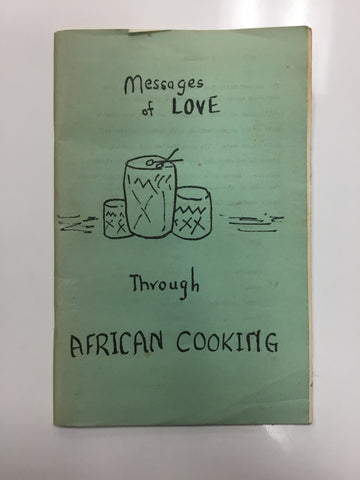 Messages
of LOVE
Through
AFRICAN COOKING